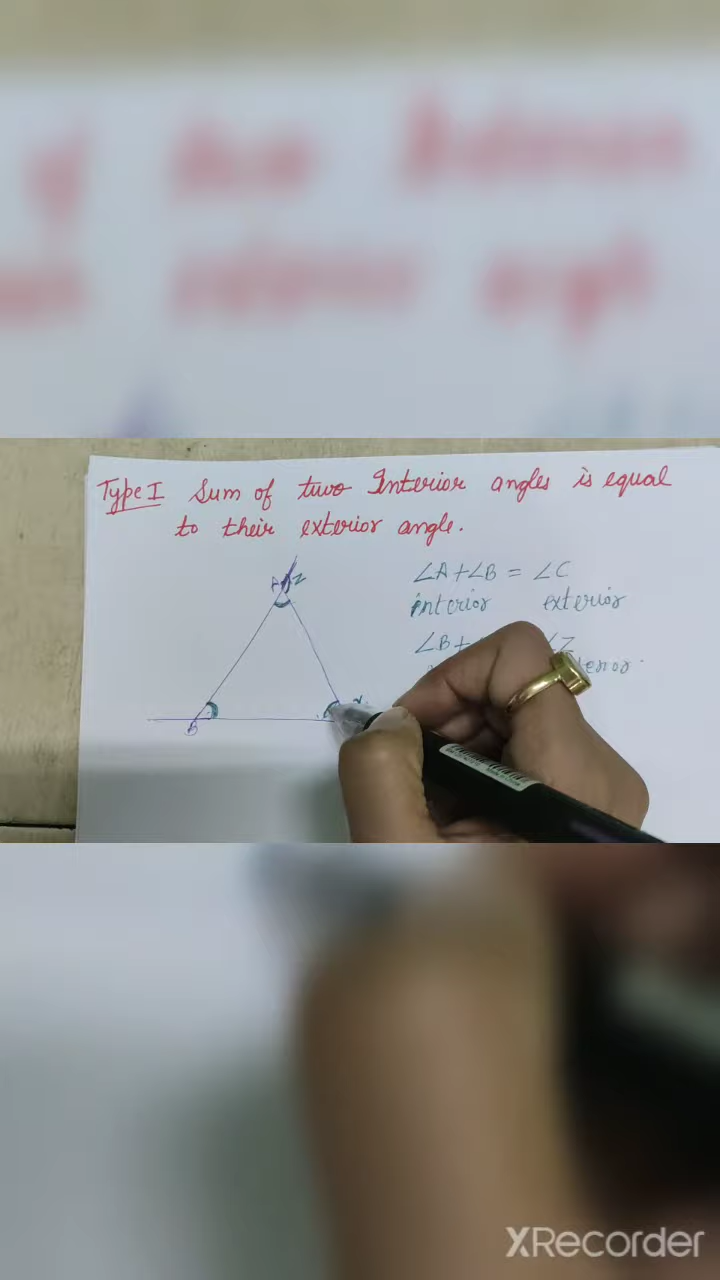 Type I Sum of two Interior angles is equal
to their exterior angle.
A Z
∠A+∠B = ∠C
interior exterior
∠B+ ∠Z
B
XRecorder